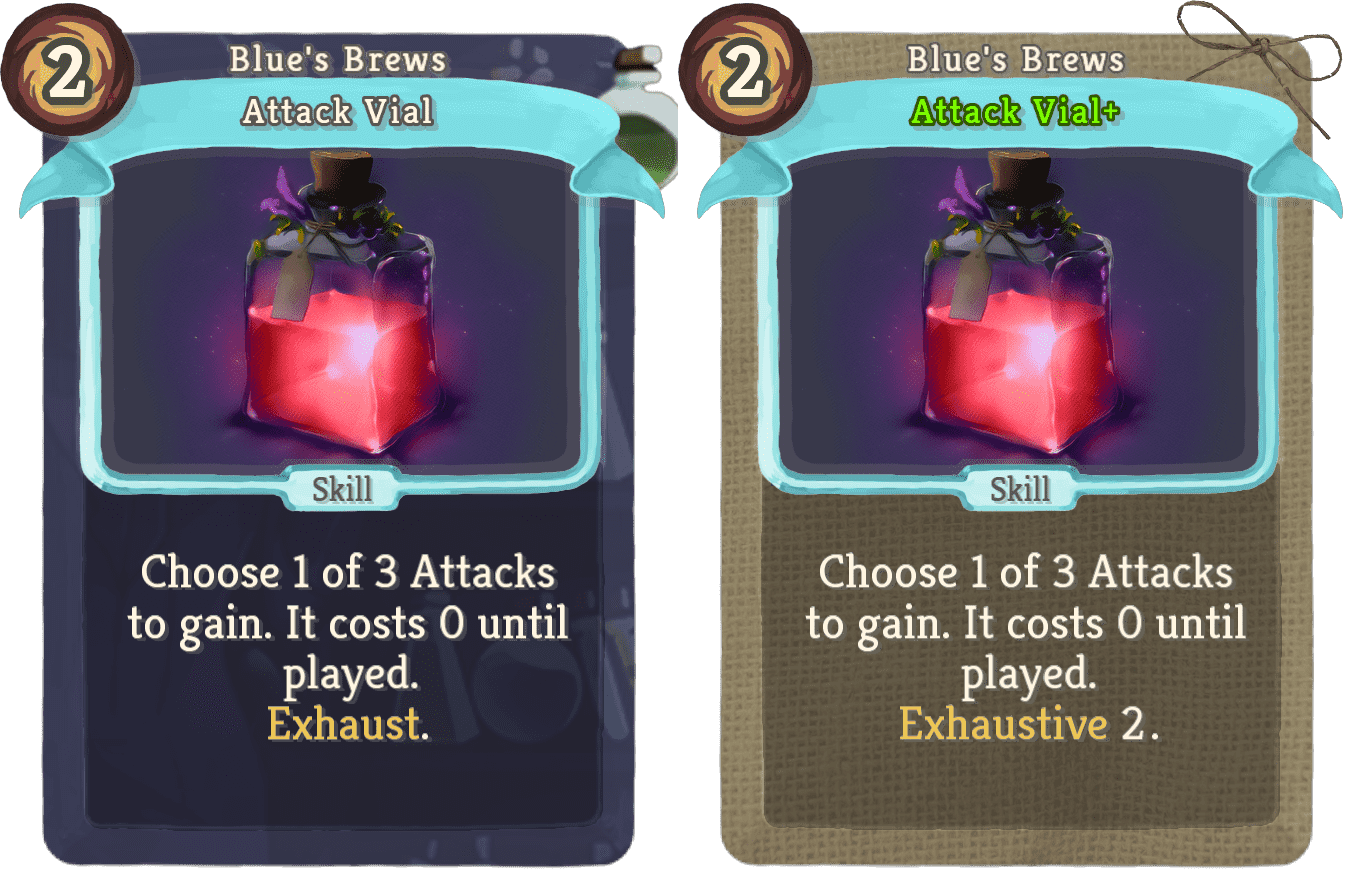 2
Blue's Brews
Attack Vial
Skill
Choose 1 of 3 Attacks
to gain. It costs 0 until
played.
Exhaust.
2
Blue's Brews
Attack Vial+
Skill
Choose 1 of 3 Attacks
to gain. It costs 0 until
played.
Exhaustive 2.